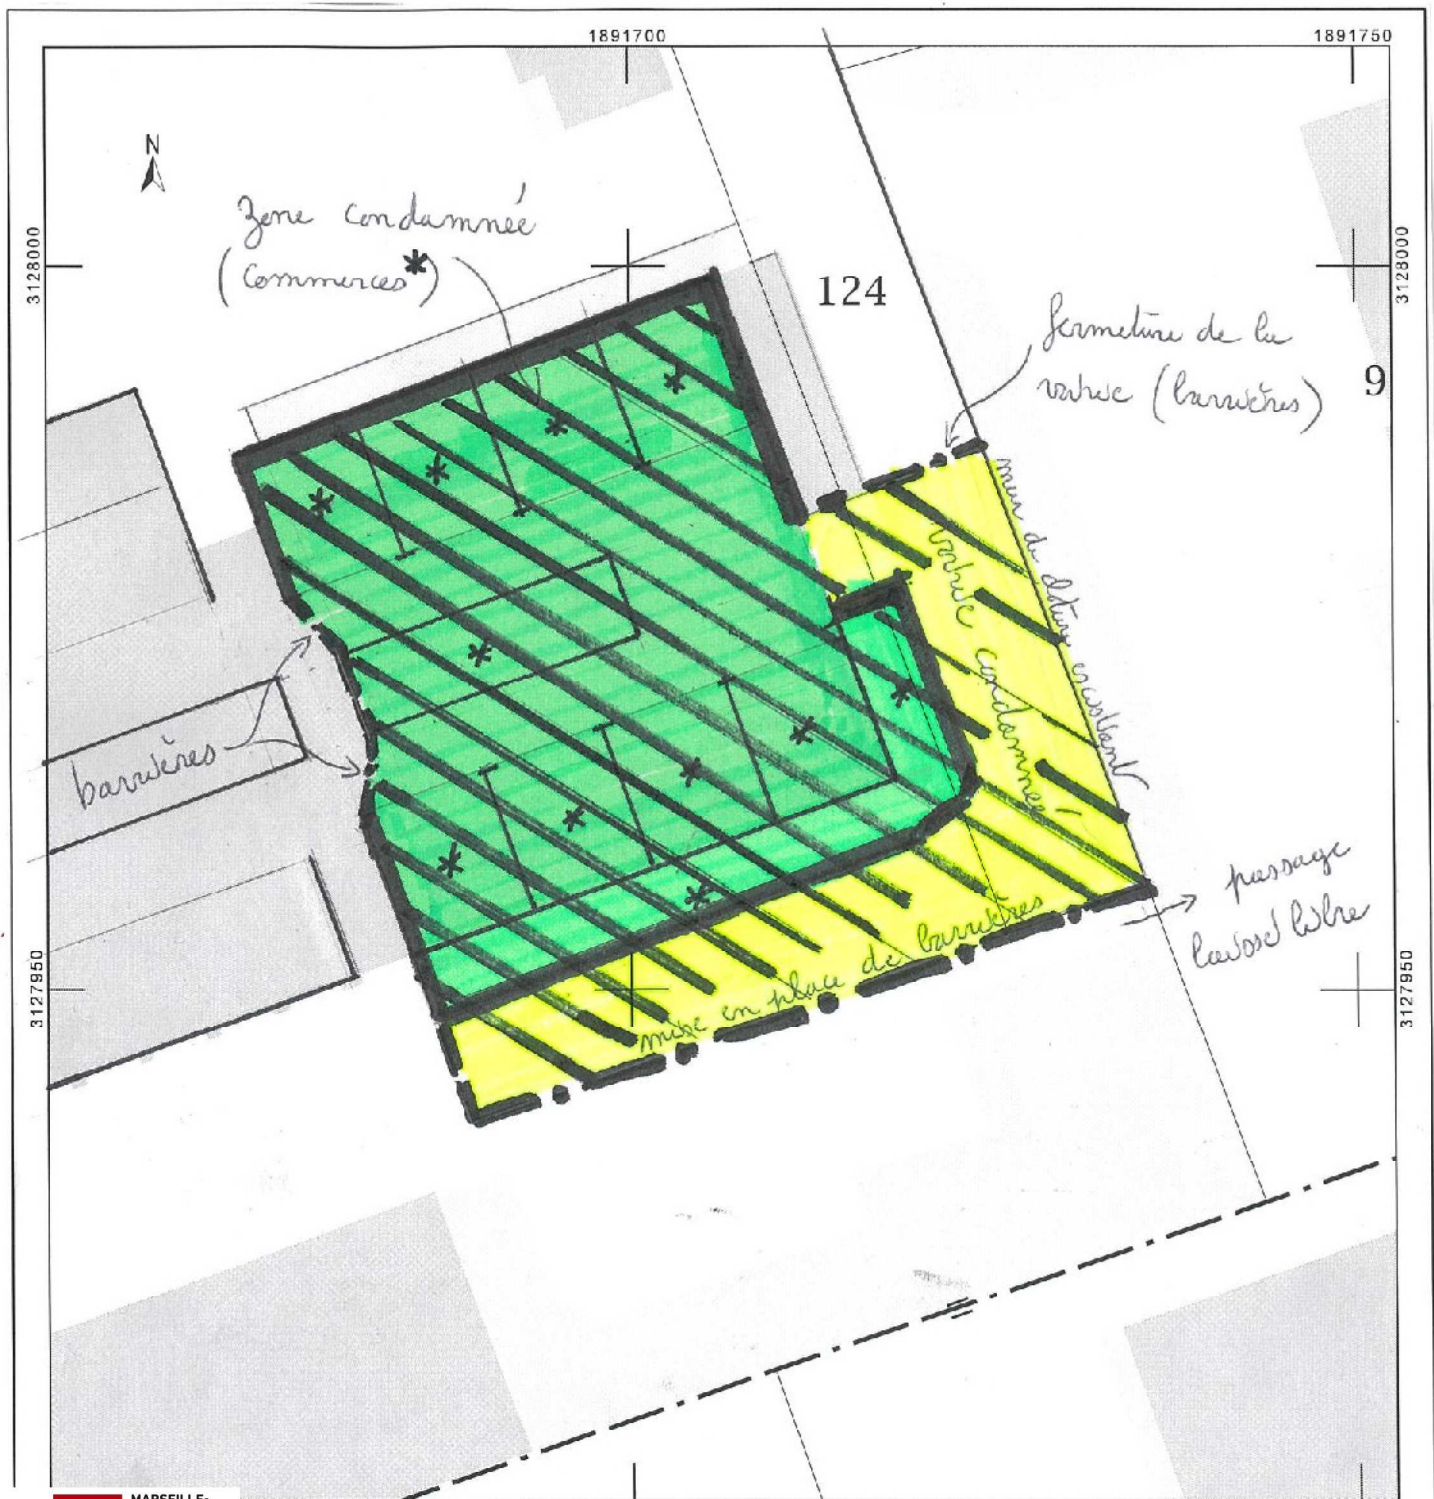 1891700
1891750
N
Zone condamnée
(commerces*)
3128000
3128000
124
fermeture de la
voirie (barrières)
9
mur de clôture existant
voirie condamnée
barrières
passage
laissé libre
mise en place de barrières
3127950
3127950
MARSEILLE-